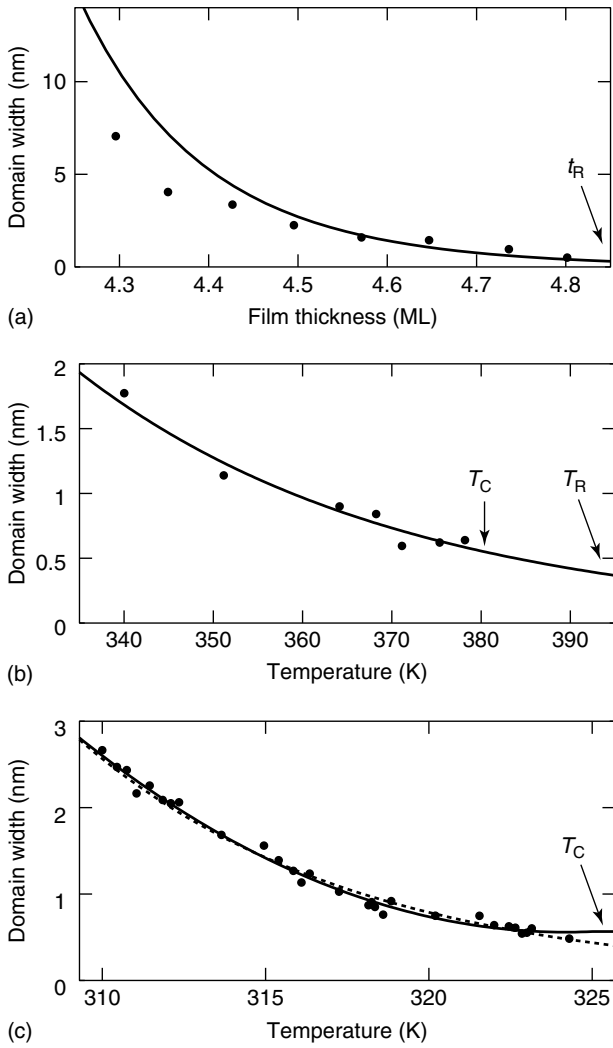 Domain width (nm)
10
5
0
t_R
4.3 4.4 4.5 4.6 4.7 4.8
(a)
Film thickness (ML)
Domain width (nm)
2
1.5
1
0.5
0
T_C
T_R
340 350 360 370 380 390
(b)
Temperature (K)
Domain width (nm)
3
2
1
0
T_C
310 315 320 325
(c)
Temperature (K)